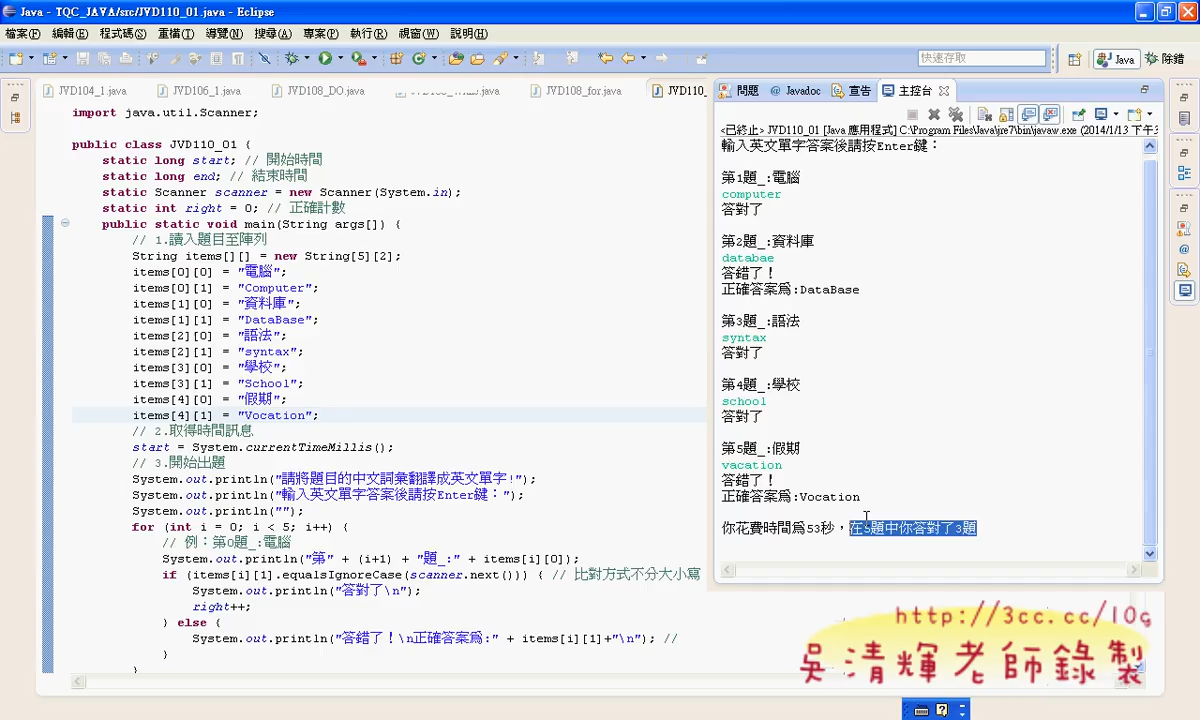 Java - TQC_JAVA/src/JVD110_01.java - Eclipse
檔案(F) 編輯(E) 程式碼(S) 重構(T) 導覽(N) 搜尋(A) 專案(P) 執行(R) 視窗(W) 說明(H)
快速存取
Java
除錯
JVD104_1.java
JVD106_1.java
JVD108_DO.java
JVD108_for.java
JVD110_
import java.util.Scanner;
public class JVD110_01 {
static long start; // 開始時間
static long end; // 結束時間
static Scanner scanner = new Scanner(System.in);
static int right = 0; // 正確計數
public static void main(String args[]) {
// 1.讀入題目至陣列
String items[][] = new String[5][2];
items[0][0] = "電腦";
items[0][1] = "Computer";
items[1][0] = "資料庫";
items[1][1] = "DataBase";
items[2][0] = "語法";
items[2][1] = "syntax";
items[3][0] = "學校";
items[3][1] = "School";
items[4][0] = "假期";
items[4][1] = "Vocation";
// 2.取得時間訊息
start = System.currentTimeMillis();
// 3.開始出題
System.out.println("請將題目的中文詞彙翻譯成英文單字!");
System.out.println("輸入英文單字答案後請按Enter鍵：");
System.out.println("");
for (int i = 0; i < 5; i++) {
// 例：第0題_:電腦
System.out.println("第" + (i+1) + "題_:" + items[i][0]);
if (items[i][1].equalsIgnoreCase(scanner.next())) { // 比對方式不分大小寫
System.out.println("答對了\n");
right++;
} else {
System.out.println("答錯了！\n正確答案為:" + items[i][1]+"\n"); //
}
}
問題
@ Javadoc
宣告
主控台
<已終止> JVD110_01 [Java 應用程式] C:\Program Files\Java\jre7\bin\javaw.exe (2014/1/13 下午
輸入英文單字答案後請按Enter鍵：
第1題_:電腦
computer
答對了
第2題_:資料庫
databae
答錯了！
正確答案為:DataBase
第3題_:語法
syntax
答對了
第4題_:學校
school
答對了
第5題_:假期
vacation
答錯了！
正確答案為:Vocation
你花費時間為53秒，在5題中你答對了3題
http://3cc.cc/10g
吳清輝老師錄製